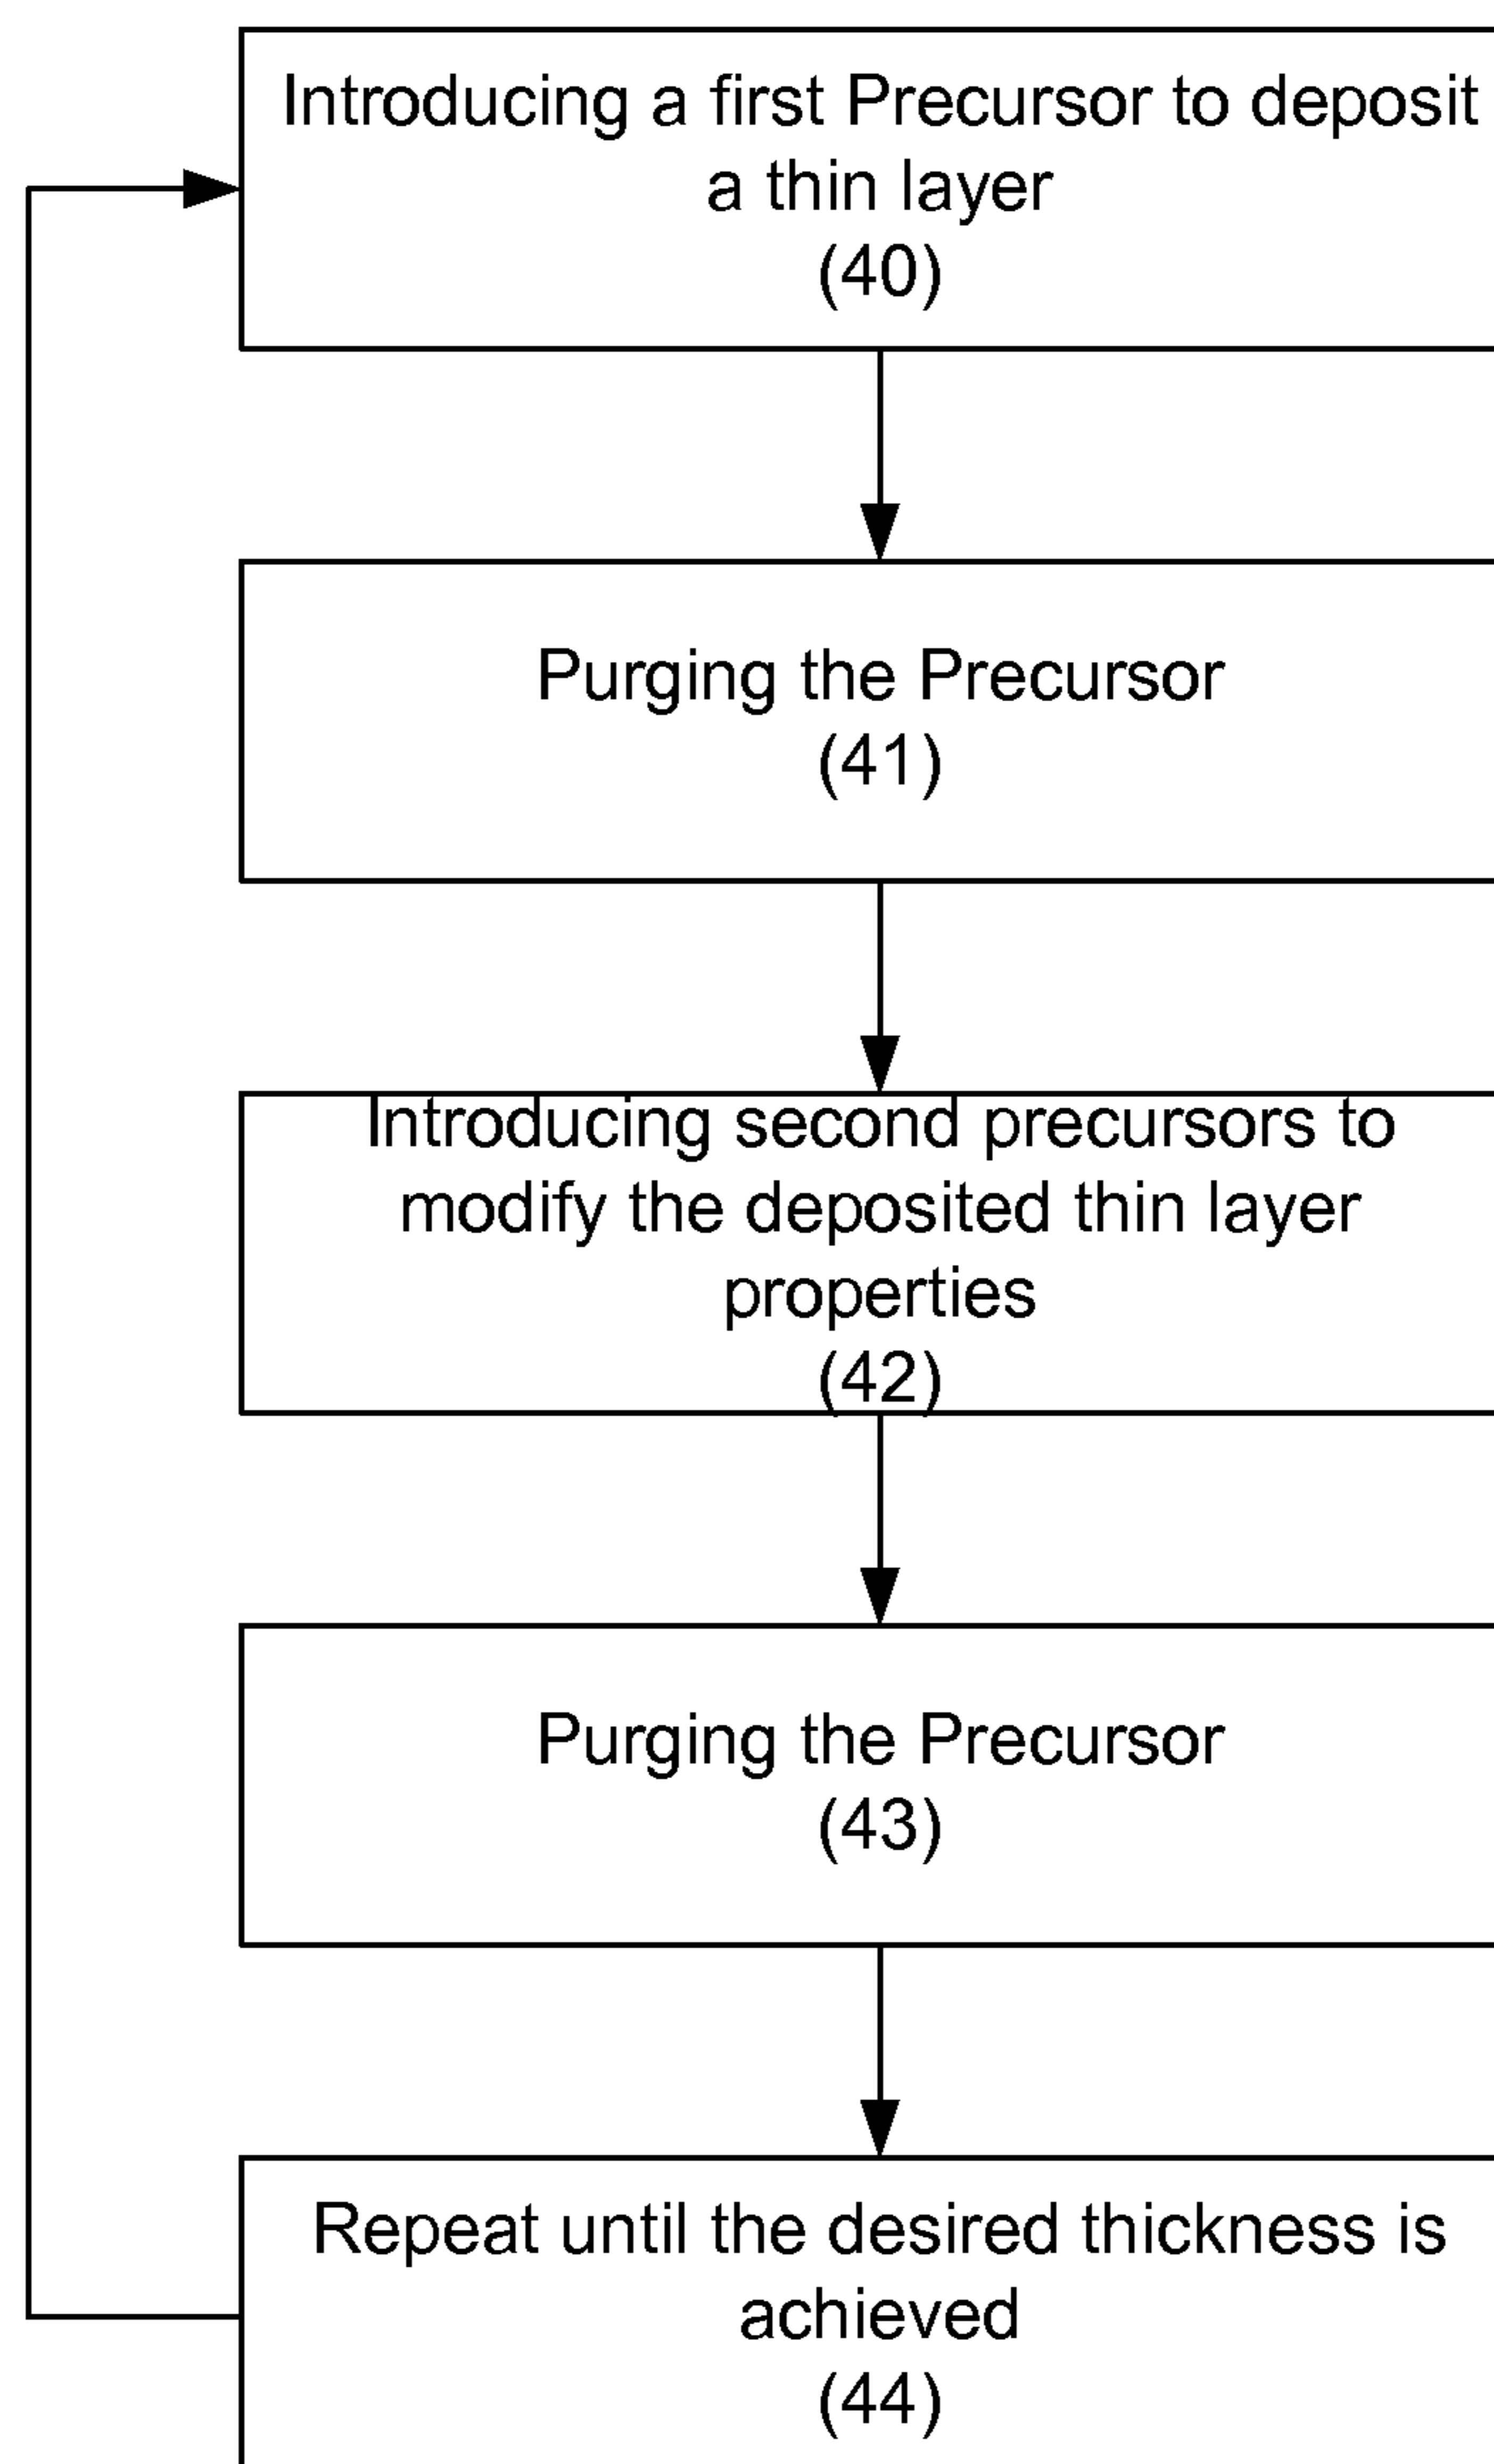 Introducing a first Precursor to deposit
a thin layer
(40)
Purging the Precursor
(41)
Introducing second precursors to
modify the deposited thin layer
properties
(42)
Purging the Precursor
(43)
Repeat until the desired thickness is
achieved
(44)